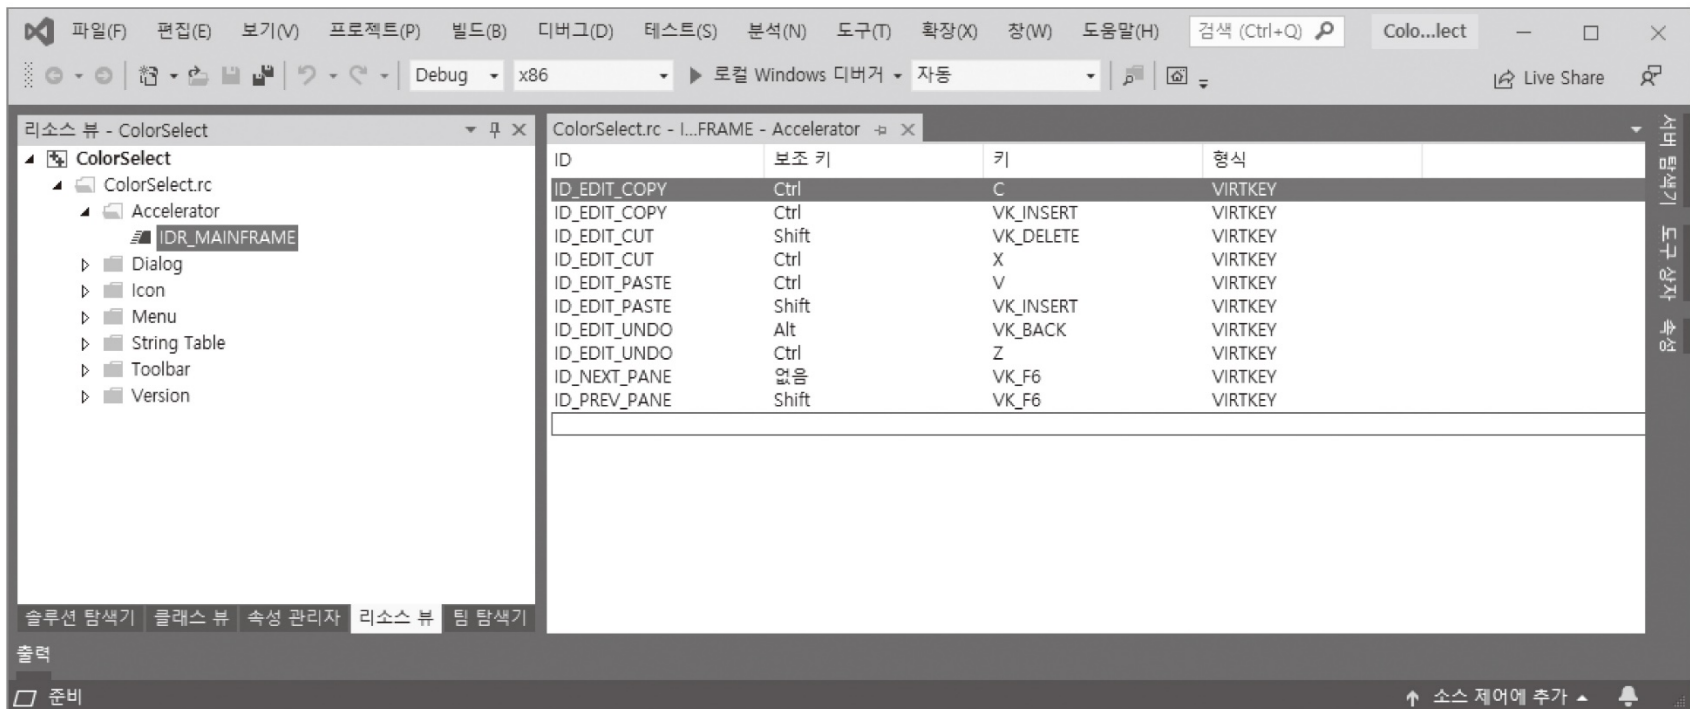 파일(F) 편집(E) 보기(V) 프로젝트(P) 빌드(B) 디버그(D) 테스트(S) 분석(N) 도구(T) 확장(X) 창(W) 도움말(H) 검색 (Ctrl+Q) Colo...lect
Debug x86 로컬 Windows 디버거 자동 Live Share
리소스 뷰 - ColorSelect
ColorSelect
ColorSelect.rc
Accelerator
IDR_MAINFRAME
Dialog
Icon
Menu
String Table
Toolbar
Version
솔루션 탐색기 클래스 뷰 속성 관리자 리소스 뷰 팀 탐색기
ColorSelect.rc - I...FRAME - Accelerator
ID 보조 키 키 형식
ID_EDIT_COPY Ctrl C VIRTKEY
ID_EDIT_COPY Ctrl VK_INSERT VIRTKEY
ID_EDIT_CUT Shift VK_DELETE VIRTKEY
ID_EDIT_CUT Ctrl X VIRTKEY
ID_EDIT_PASTE Ctrl V VIRTKEY
ID_EDIT_PASTE Shift VK_INSERT VIRTKEY
ID_EDIT_UNDO Alt VK_BACK VIRTKEY
ID_EDIT_UNDO Ctrl Z VIRTKEY
ID_NEXT_PANE 없음 VK_F6 VIRTKEY
ID_PREV_PANE Shift VK_F6 VIRTKEY
서버 탐색기
도구 상자
속성
출력
준비 소스 제어에 추가